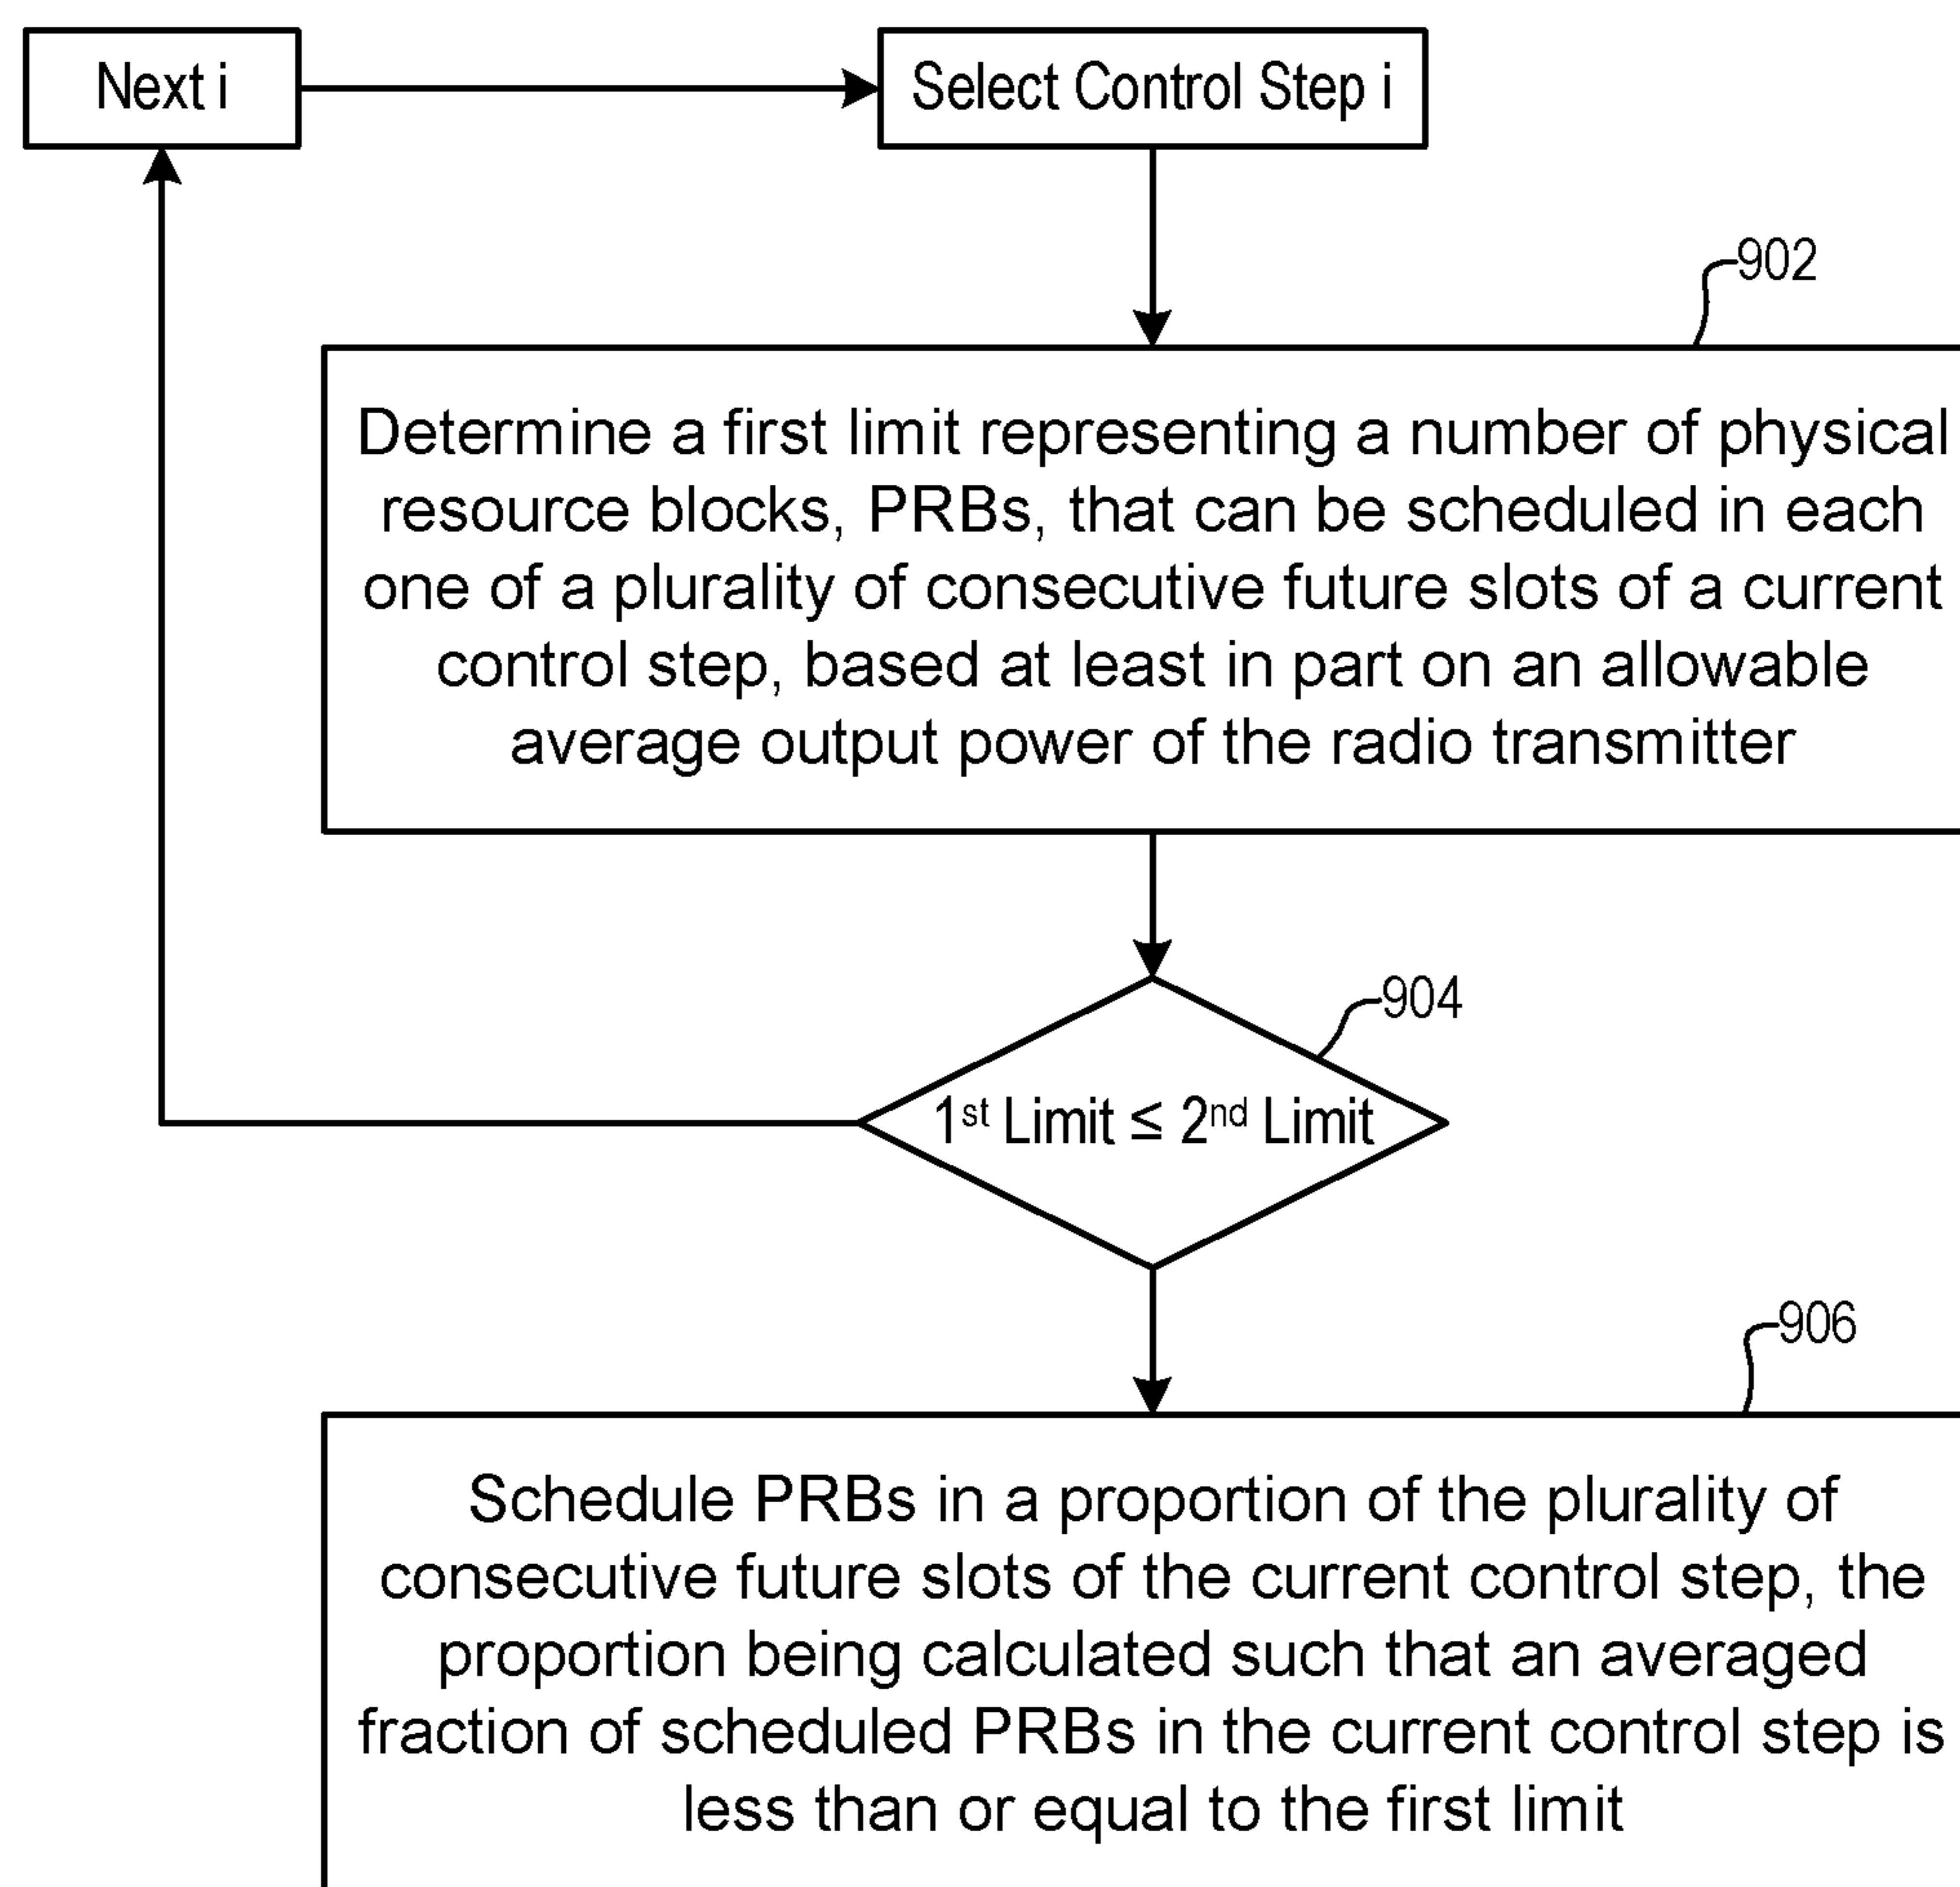 Next i
Select Control Step i
902
Determine a first limit representing a number of physical
resource blocks, PRBs, that can be scheduled in each
one of a plurality of consecutive future slots of a current
control step, based at least in part on an allowable
average output power of the radio transmitter
904
1st Limit ≤ 2nd Limit
906
Schedule PRBs in a proportion of the plurality of
consecutive future slots of the current control step, the
proportion being calculated such that an averaged
fraction of scheduled PRBs in the current control step is
less than or equal to the first limit